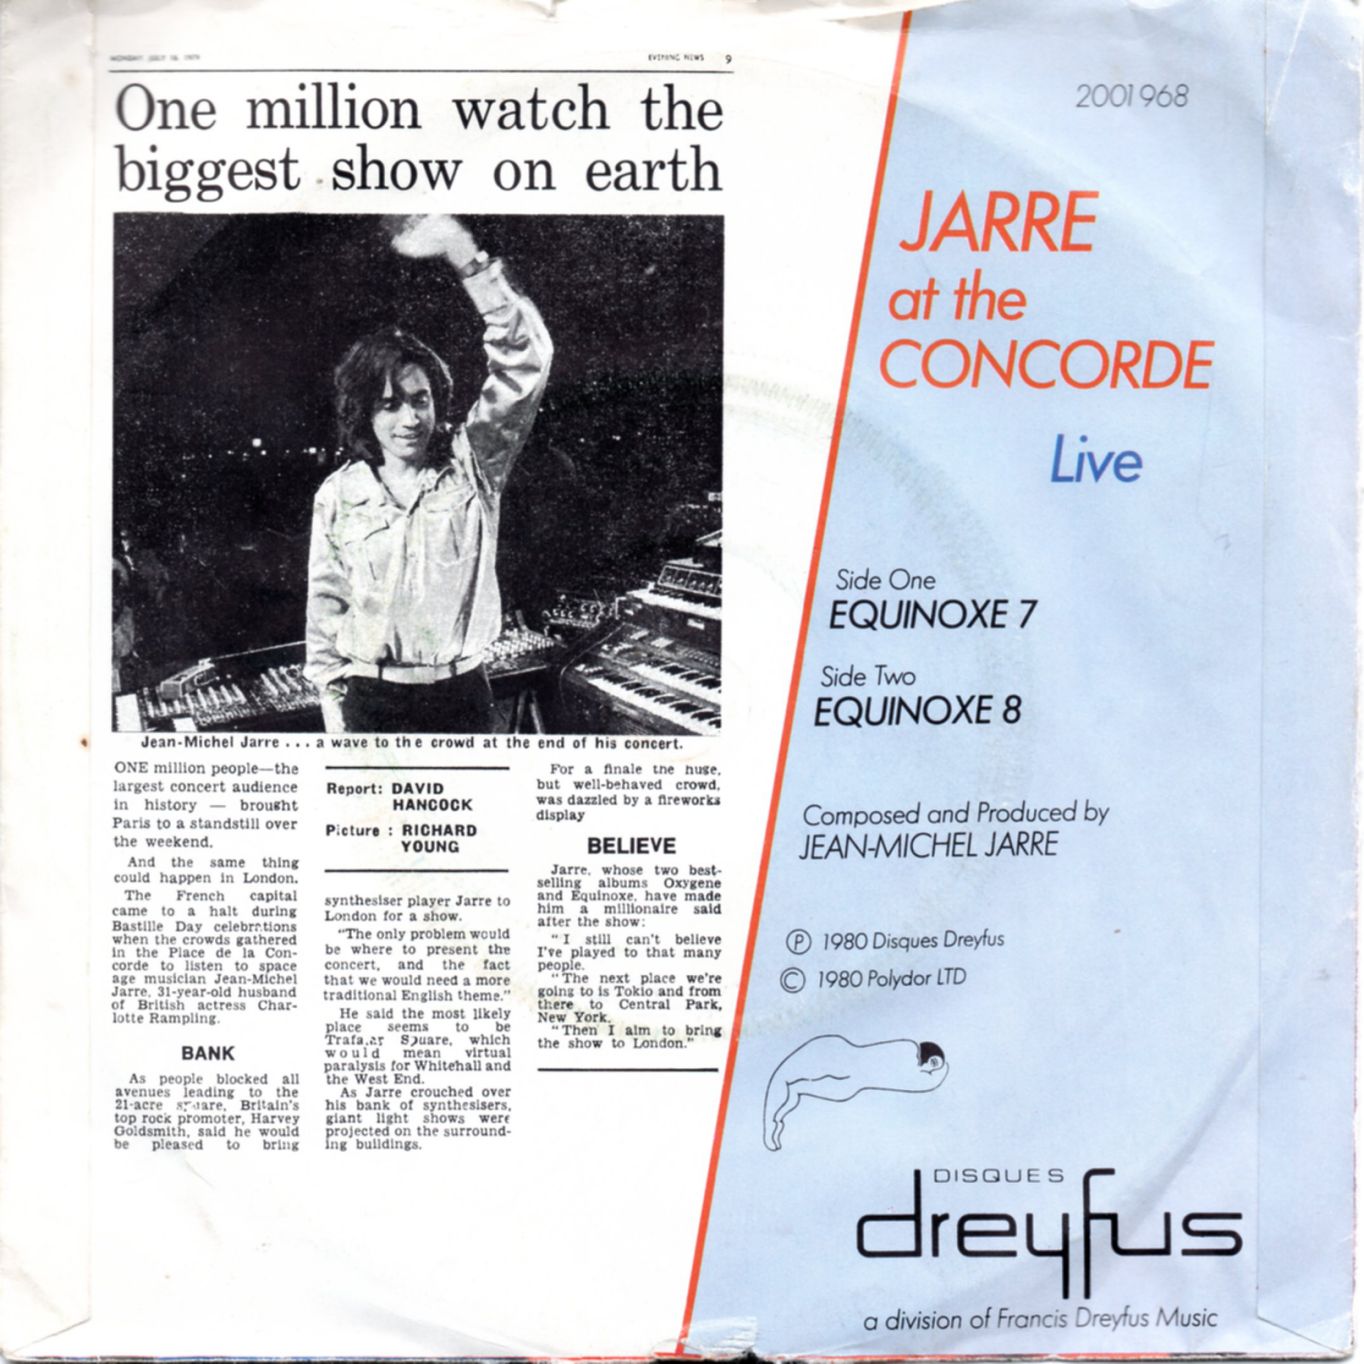 MONDAY, JULY 16, 1979
EVENING NEWS 9
One million watch the
biggest show on earth
Jean-Michel Jarre . . . a wave to the crowd at the end of his concert.
ONE million people—the
largest concert audience
in history — brought
Paris to a standstill over
the weekend.
And the same thing
could happen in London.
The French capital
came to a halt during
Bastille Day celebrations
when the crowds gathered
in the Place de la Con-
corde to listen to space
age musician Jean-Michel
Jarre, 31-year-old husband
of British actress Char-
lotte Rampling.
BANK
As people blocked all
avenues leading to the
21-acre square, Britain's
top rock promoter, Harvey
Goldsmith, said he would
be pleased to bring
Report: DAVID
HANCOCK
Picture : RICHARD
YOUNG
synthesiser player Jarre to
London for a show.
"The only problem would
be where to present the
concert, and the fact
that we would need a more
traditional English theme."
He said the most likely
place seems to be
Trafalgar Square, which
would mean virtual
paralysis for Whitehall and
the West End.
As Jarre crouched over
his bank of synthesisers,
giant light shows were
projected on the surround-
ing buildings.
For a finale the huge,
but well-behaved crowd,
was dazzled by a fireworks
display
BELIEVE
Jarre, whose two best-
selling albums Oxygene
and Equinoxe, have made
him a millionaire said
after the show:
"I still can't believe
I've played to that many
people.
"The next place we're
going to is Tokio and from
there to Central Park,
New York.
"Then I aim to bring
the show to London."
2001 968
JARRE
at the
CONCORDE
Live
Side One
EQUINOXE 7
Side Two
EQUINOXE 8
Composed and Produced by
JEAN-MICHEL JARRE
℗ 1980 Disques Dreyfus
© 1980 Polydor LTD
DISQUES
dreyfus
a division of Francis Dreyfus Music